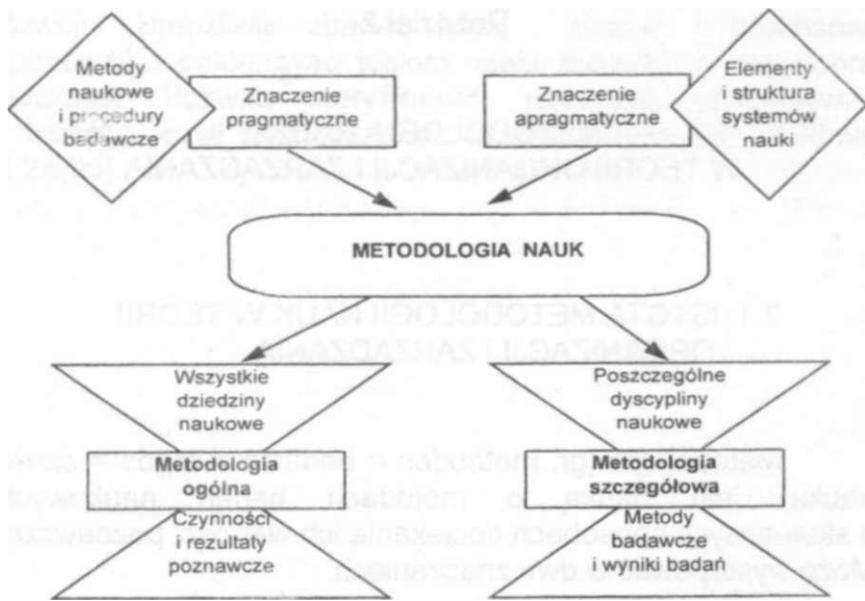 Metody
naukowe
i procedury
badawcze
Znaczenie
pragmatyczne
Znaczenie
apragmatyczne
Elementy
i struktura
systemów
nauki
METODOLOGIA NAUK
Wszystkie
dziedziny
naukowe
Poszczególne
dyscypliny
naukowe
Metodologia
ogólna
Metodologia
szczegółowa
Czynności
i rezultaty
poznawcze
Metody
badawcze
i wyniki badań